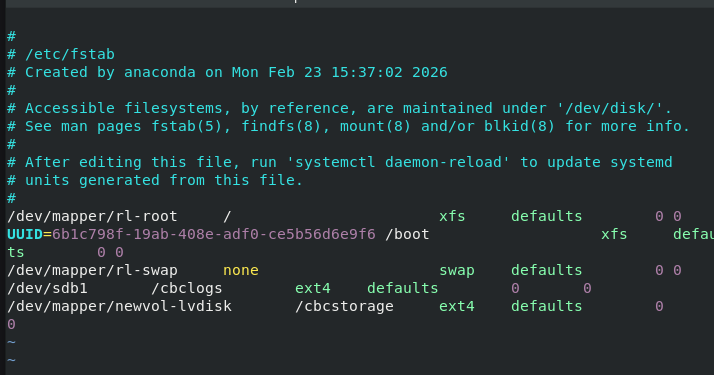 #
# /etc/fstab
# Created by anaconda on Mon Feb 23 15:37:02 2026
#
# Accessible filesystems, by reference, are maintained under '/dev/disk/'.
# See man pages fstab(5), findfs(8), mount(8) and/or blkid(8) for more info.
#
# After editing this file, run 'systemctl daemon-reload' to update systemd
# units generated from this file.
#
/dev/mapper/rl-root     /                       xfs     defaults        0 0
UUID=6b1c798f-19ab-408e-adf0-ce5b56d6e9f6 /boot                   xfs     defau
ts        0 0
/dev/mapper/rl-swap     none                    swap    defaults        0 0
/dev/sdb1       /cbclogs        ext4    defaults        0       0
/dev/mapper/newvol-lvdisk       /cbcstorage     ext4    defaults        0
0
~
~